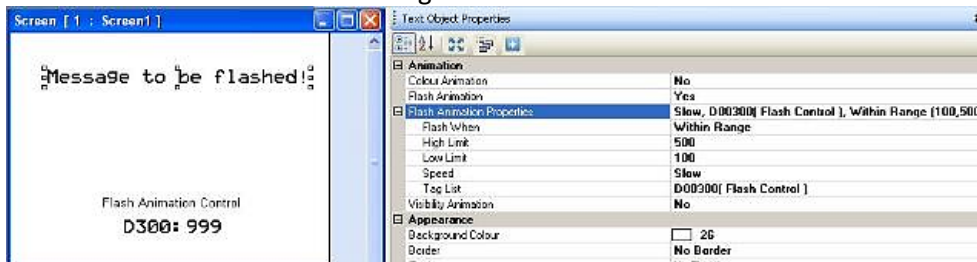 Screen [ 1 : Screen1 ]
Message to be flashed!
Flash Animation Control
D300: 999
Text Object Properties
Animation
Colour Animation No
Flash Animation Yes
Flash Animation Properties Slow, D00300( Flash Control ), Within Range (100,500
Flash When Within Range
High Limit 500
Low Limit 100
Speed Slow
Tag List D00300( Flash Control )
Visibility Animation No
Appearance
Background Colour 26
Border No Border